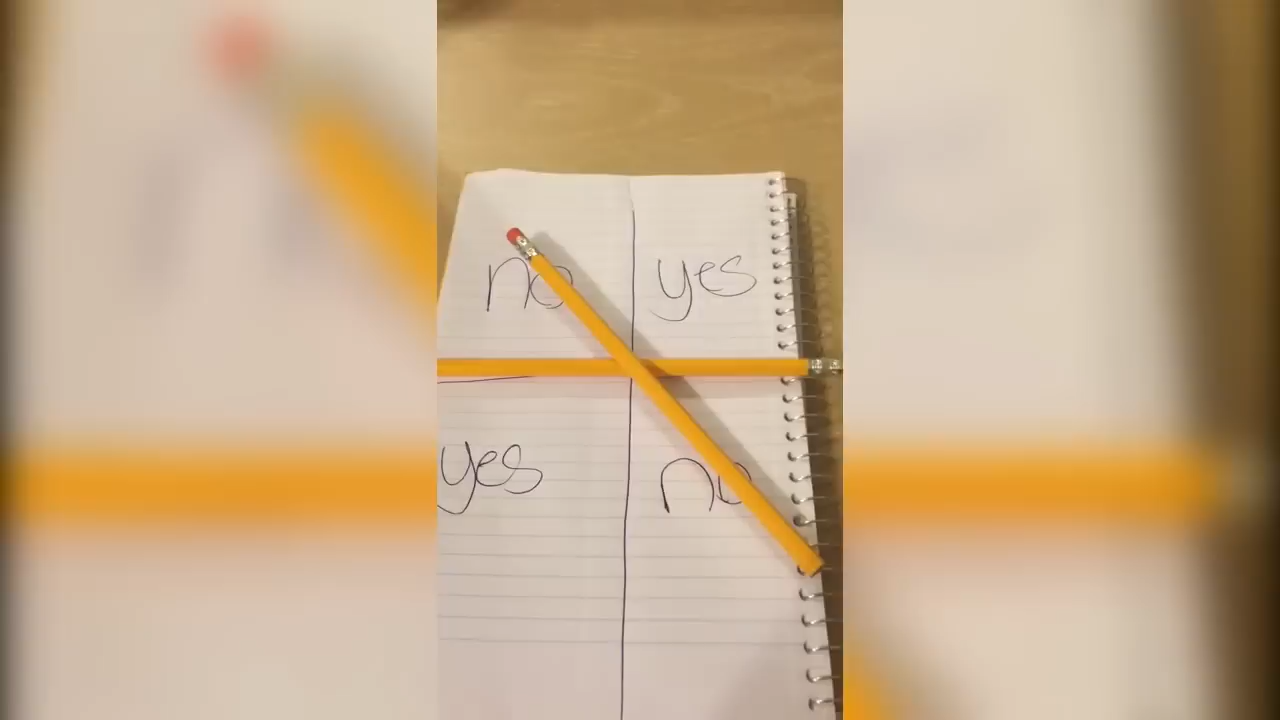 no yes
yes no